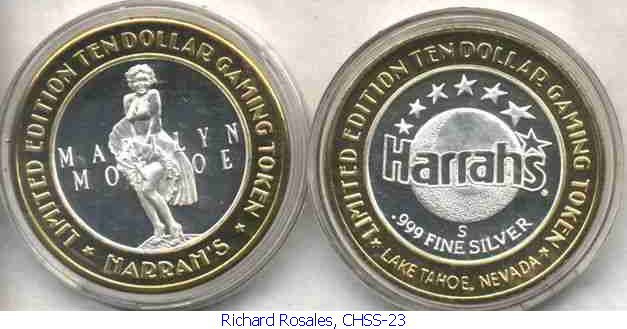 LIMITED EDITION TEN DOLLAR GAMING TOKEN
MARILYN
MONROE
HARRAH'S
LIMITED EDITION TEN DOLLAR GAMING TOKEN
Harrah's
S
.999 FINE SILVER
LAKE TAHOE, NEVADA
Richard Rosales, CHSS-23